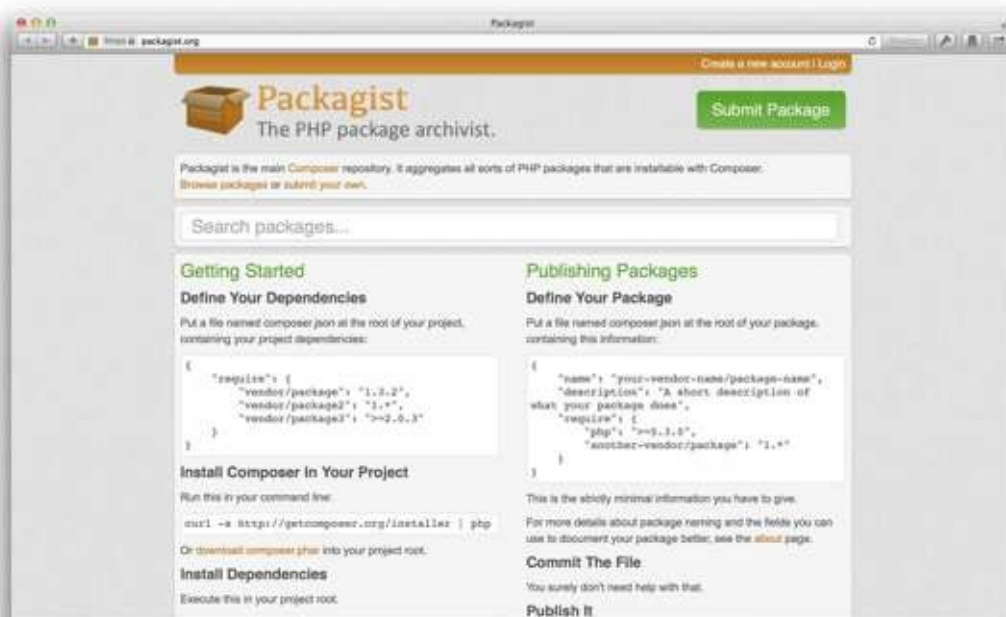 Packagist
packagist.org
Create a new account | Login
Packagist
The PHP package archivist.
Submit Package
Packagist is the main Composer repository. It aggregates all sorts of PHP packages that are installable with Composer.
Browse packages or submit your own.
Search packages...
Getting Started
Define Your Dependencies
Put a file named composer.json at the root of your project,
containing your project dependencies:
{
"require": {
"vendor/package": "1.3.2",
"vendor/package2": "1.*",
"vendor/package3": ">=2.0.3"
}
}
Install Composer In Your Project
Run this in your command line:
curl -s http://getcomposer.org/installer | php
Or download composer.phar into your project root.
Install Dependencies
Execute this in your project root.
Publishing Packages
Define Your Package
Put a file named composer.json at the root of your package,
containing this information:
{
"name": "your-vendor-name/package-name",
"description": "A short description of
what your package does",
"require": {
"php": ">=5.3.0",
"another-vendor/package": "1.*"
}
}
This is the strictly minimal information you have to give.
For more details about package naming and the fields you can
use to document your package better, see the about page.
Commit The File
You surely don't need help with that.
Publish It